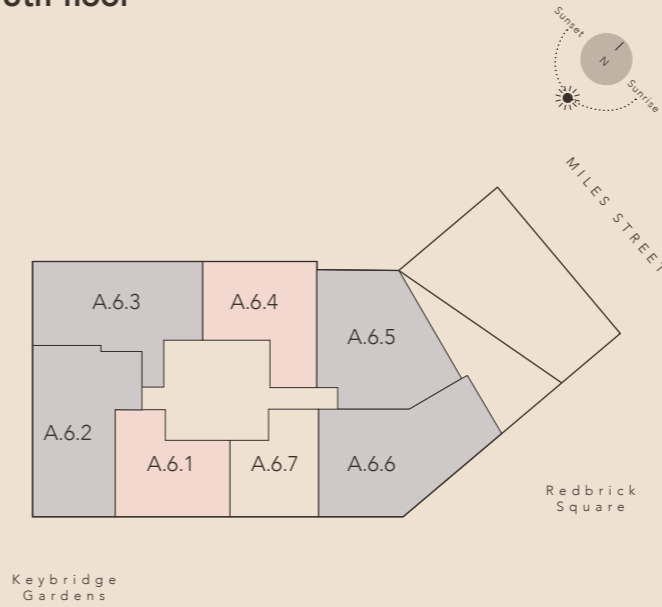 Sunset
N
Sunrise
MILES STREET
A.6.3
A.6.4
A.6.5
A.6.2
A.6.1
A.6.7
A.6.6
Redbrick
Square
Keybridge
Gardens